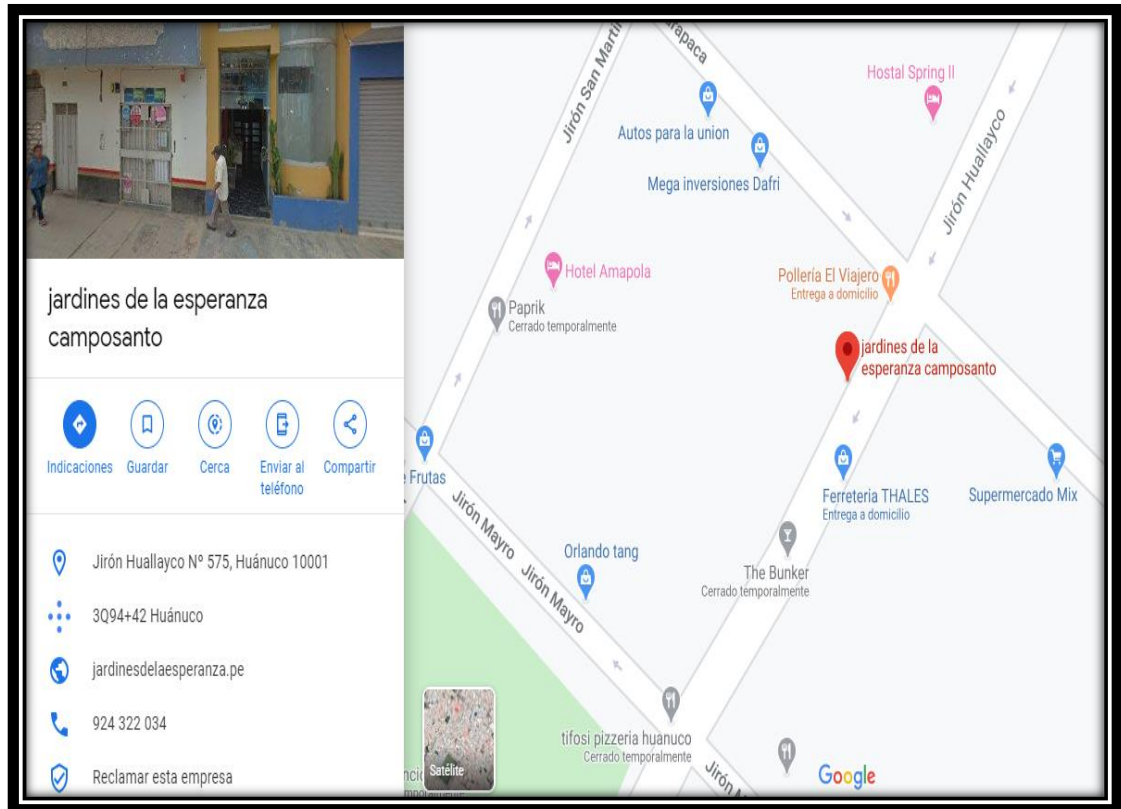 jardines de la esperanza
camposanto
Indicaciones
Guardar
Cerca
Enviar al
teléfono
Compartir
Jirón Huallayco Nº 575, Huánuco 10001
3Q94+42 Huánuco
jardinesdelaesperanza.pe
924 322 034
Reclamar esta empresa
Jirón San Martín
Hostal Spring II
Autos para la union
Mega inversiones Dafri
Jirón Huallayco
Hotel Amapola
Pollería El Viajero
Entrega a domicilio
Paprik
Cerrado temporalmente
jardines de la
esperanza camposanto
Frutas
Jirón Mayro
Jirón Mayro
Ferreteria THALES
Entrega a domicilio
Supermercado Mix
Orlando tang
The Bunker
Cerrado temporalmente
tifosi pizzeria huanuco
Cerrado temporalmente
Satélite
Google